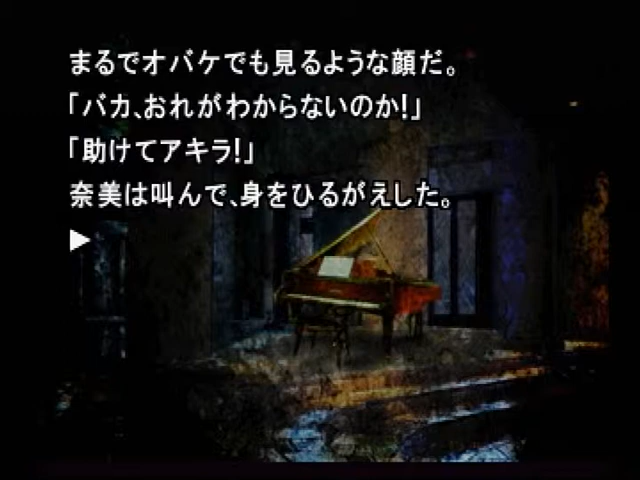 まるでオバケでも見るような顔だ。
「バカ、おれがわからないのか!」
「助けてアキラ!」
奈美は叫んで、身をひるがえした。